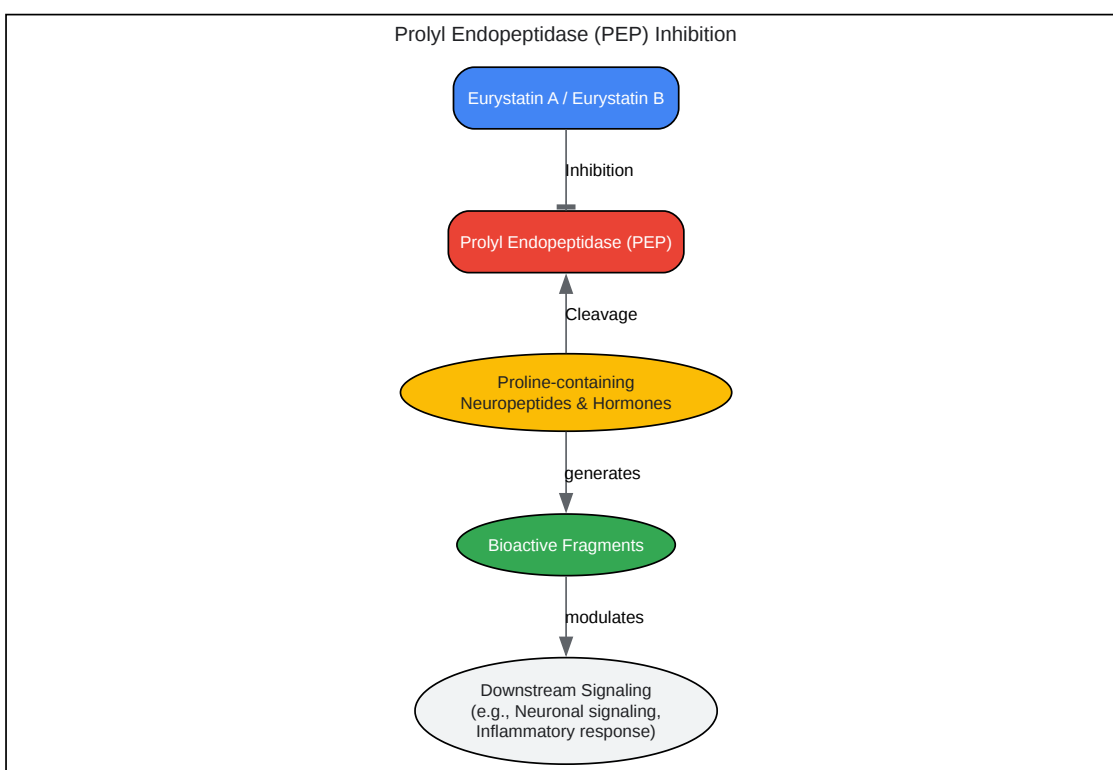 Prolyl Endopeptidase (PEP) Inhibition
Eurystatin A / Eurystatin B
Inhibition
Prolyl Endopeptidase (PEP)
Cleavage
Proline-containing
Neuropeptides & Hormones
generates
Bioactive Fragments
modulates
Downstream Signaling
(e.g., Neuronal signaling,
Inflammatory response)